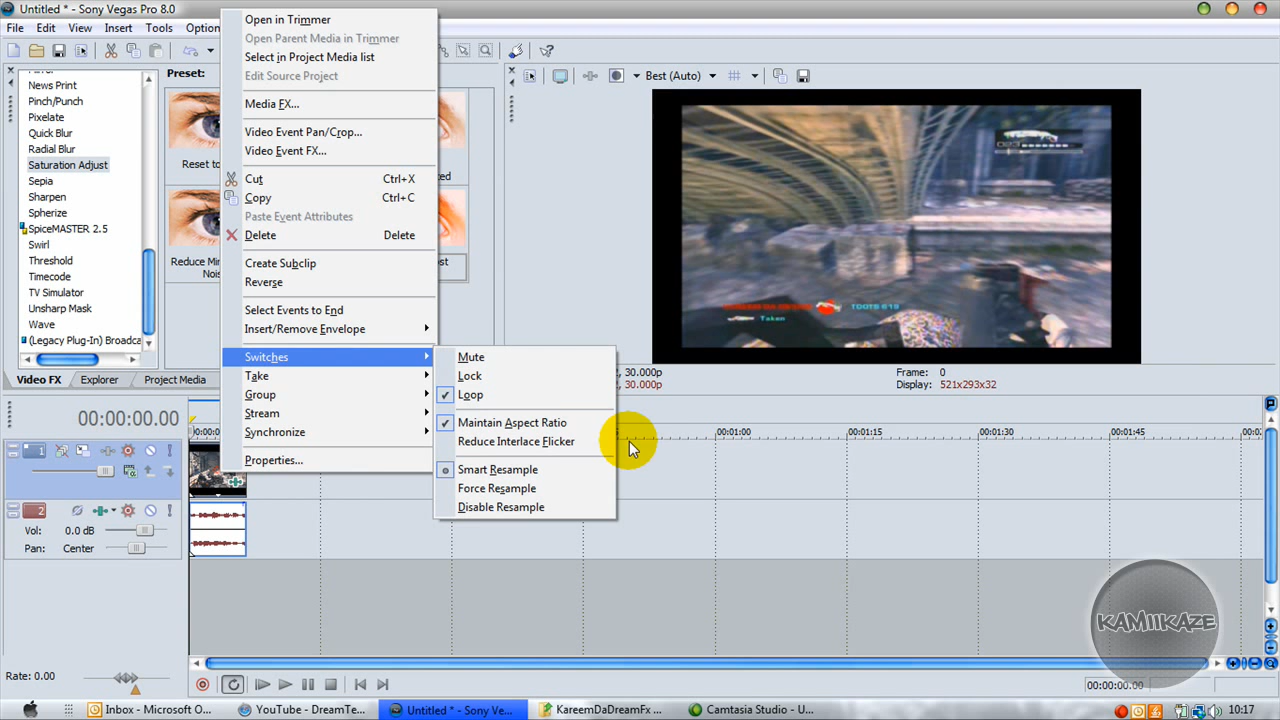 Untitled * - Sony Vegas Pro 8.0
File Edit View Insert Tools Option
News Print
Pinch/Punch
Pixelate
Quick Blur
Radial Blur
Saturation Adjust
Sepia
Sharpen
Spherize
SpiceMASTER 2.5
Swirl
Threshold
Timecode
TV Simulator
Unsharp Mask
Wave
(Legacy Plug-In) Broadca
Video FX Explorer Project Media
Preset:
Reset to
Reduce Mi
Noi
Open in Trimmer
Open Parent Media in Trimmer
Select in Project Media list
Edit Source Project
Media FX...
Video Event Pan/Crop...
Video Event FX...
Cut Ctrl+X
Copy Ctrl+C
Paste Event Attributes
Delete Delete
Create Subclip
Reverse
Select Events to End
Insert/Remove Envelope
Switches
Take
Group
Stream
Synchronize
Properties...
Mute
Lock
Loop
Maintain Aspect Ratio
Reduce Interlace Flicker
Smart Resample
Force Resample
Disable Resample
Best (Auto)
Taken
, 30.000p Frame: 0
, 30.000p Display: 521x293x32
00:00:00.00
00:01:00 00:01:15 00:01:30 00:01:45
1
2
Vol: 0.0 dB
Pan: Center
KAMIIKAZE
Rate: 0.00
00:00:00.00
Inbox - Microsoft O...
YouTube - DreamTe...
Untitled * - Sony Ve...
KareemDaDreamFx ...
Camtasia Studio - U...
10:17